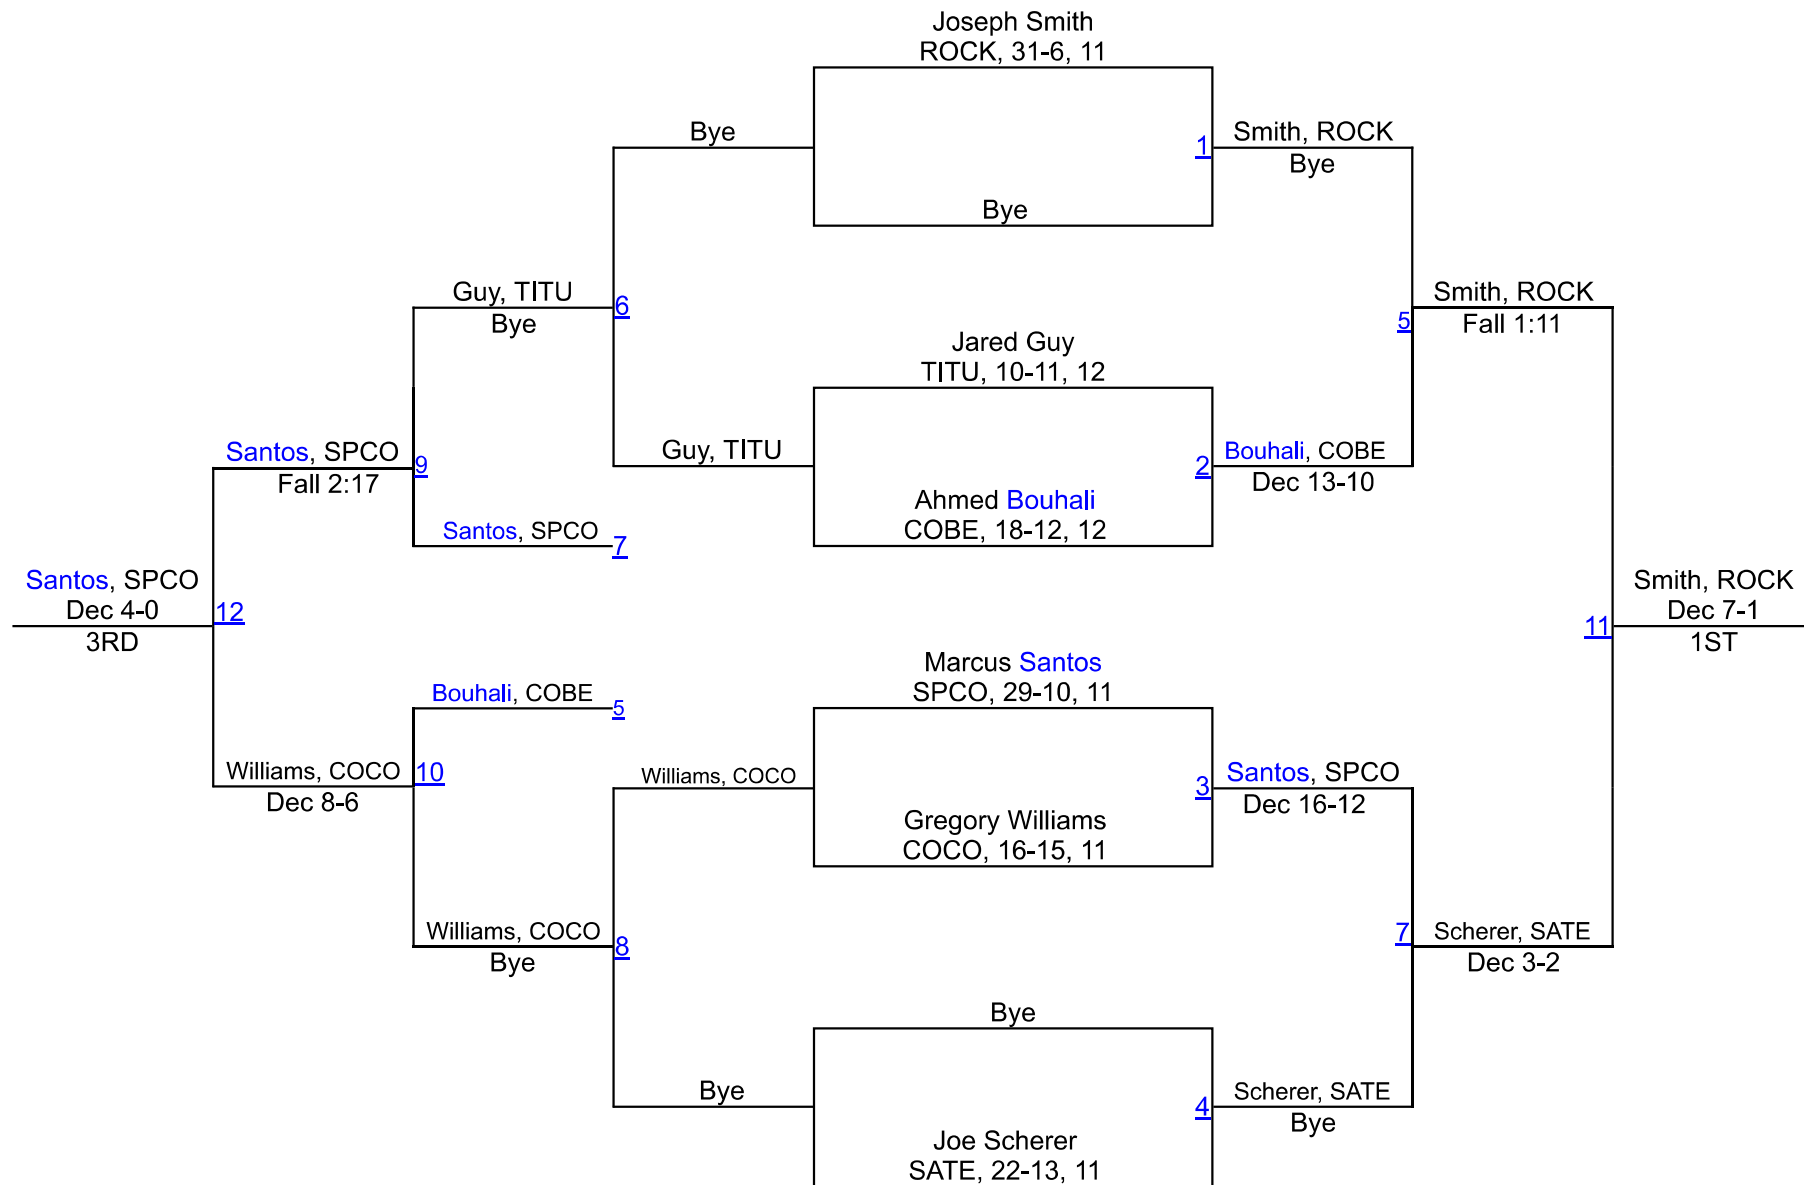 Joseph Smith
ROCK, 31-6, 11
Bye
1
Smith, ROCK
Bye
Bye
Guy, TITU
Bye
6
Smith, ROCK
Fall 1:11
5
Jared Guy
TITU, 10-11, 12
Santos, SPCO
Fall 2:17
9
Guy, TITU
2
Bouhali, COBE
Dec 13-10
Ahmed Bouhali
COBE, 18-12, 12
Santos, SPCO
7
Santos, SPCO
Dec 4-0
3RD
12
Smith, ROCK
Dec 7-1
1ST
11
Marcus Santos
SPCO, 29-10, 11
Bouhali, COBE
5
Williams, COCO
Dec 8-6
10
Williams, COCO
3
Santos, SPCO
Dec 16-12
Gregory Williams
COCO, 16-15, 11
Williams, COCO
Bye
8
7
Scherer, SATE
Dec 3-2
Bye
Bye
4
Scherer, SATE
Bye
Joe Scherer
SATE, 22-13, 11